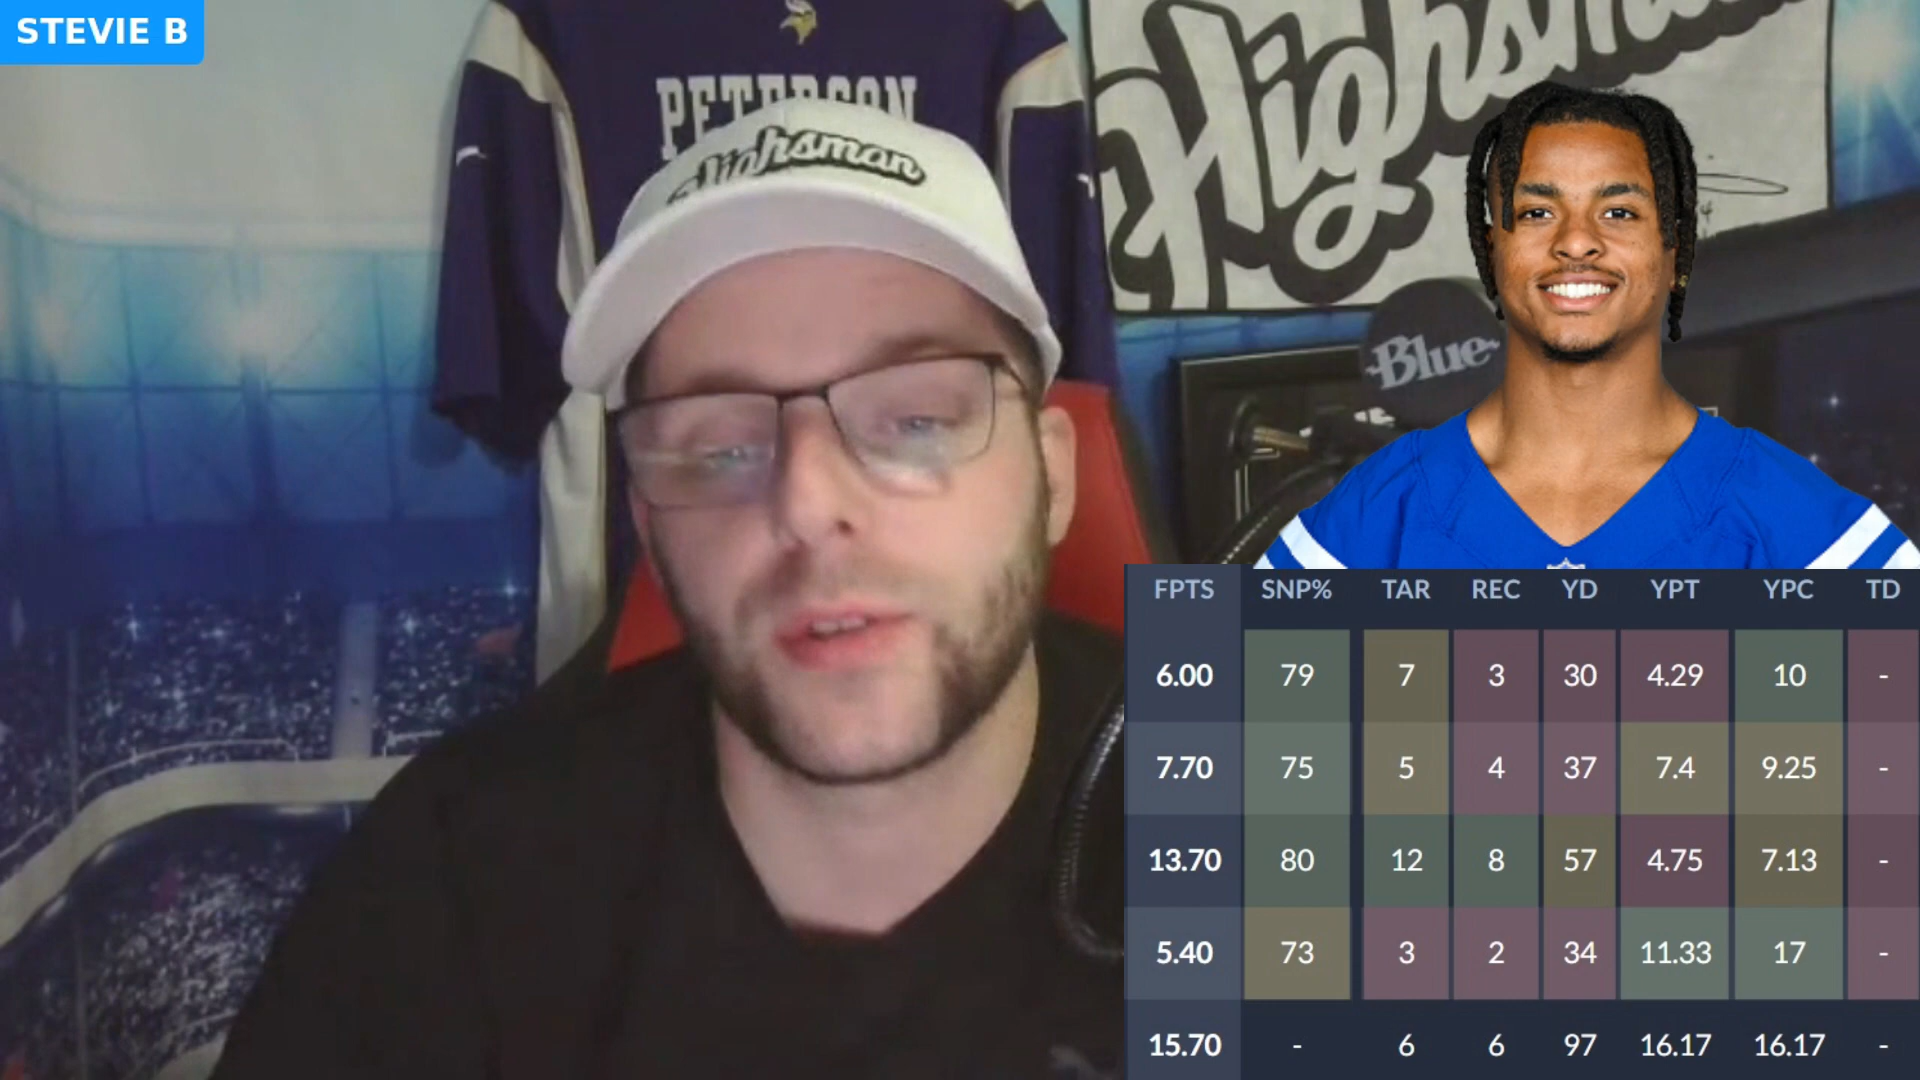 STEVIE B
PETERSON
Highsman
Highsman
Blue
FPTS SNP% TAR REC YD YPT YPC TD
6.00 79 7 3 30 4.29 10 -
7.70 75 5 4 37 7.4 9.25 -
13.70 80 12 8 57 4.75 7.13 -
5.40 73 3 2 34 11.33 17 -
15.70 - 6 6 97 16.17 16.17 -